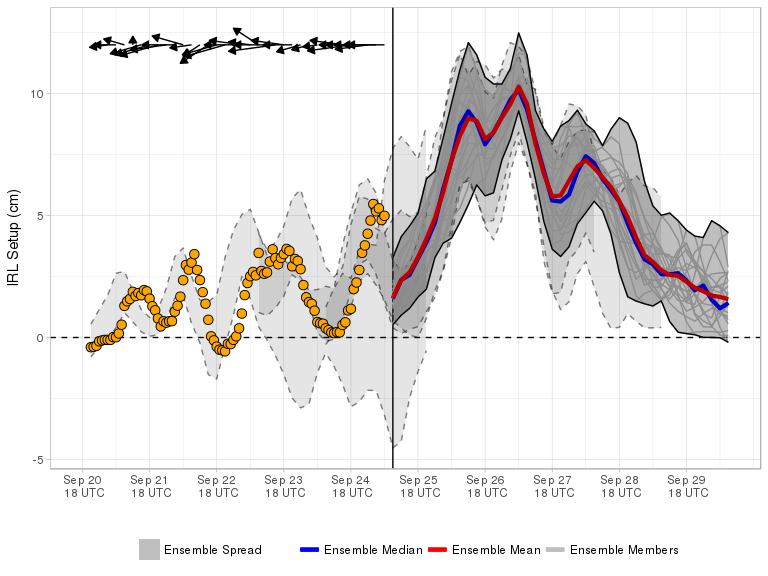 IRL Setup (cm)
10
5
0
-5
Sep 20 Sep 21 Sep 22 Sep 23 Sep 24 Sep 25 Sep 26 Sep 27 Sep 28 Sep 29
18 UTC 18 UTC 18 UTC 18 UTC 18 UTC 18 UTC 18 UTC 18 UTC 18 UTC 18 UTC
Ensemble Spread Ensemble Median Ensemble Mean Ensemble Members